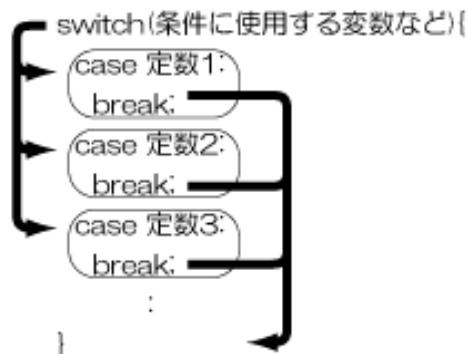 switch(条件に使用する変数など){
case 定数1:
break;
case 定数2:
break;
case 定数3:
break;
:
}